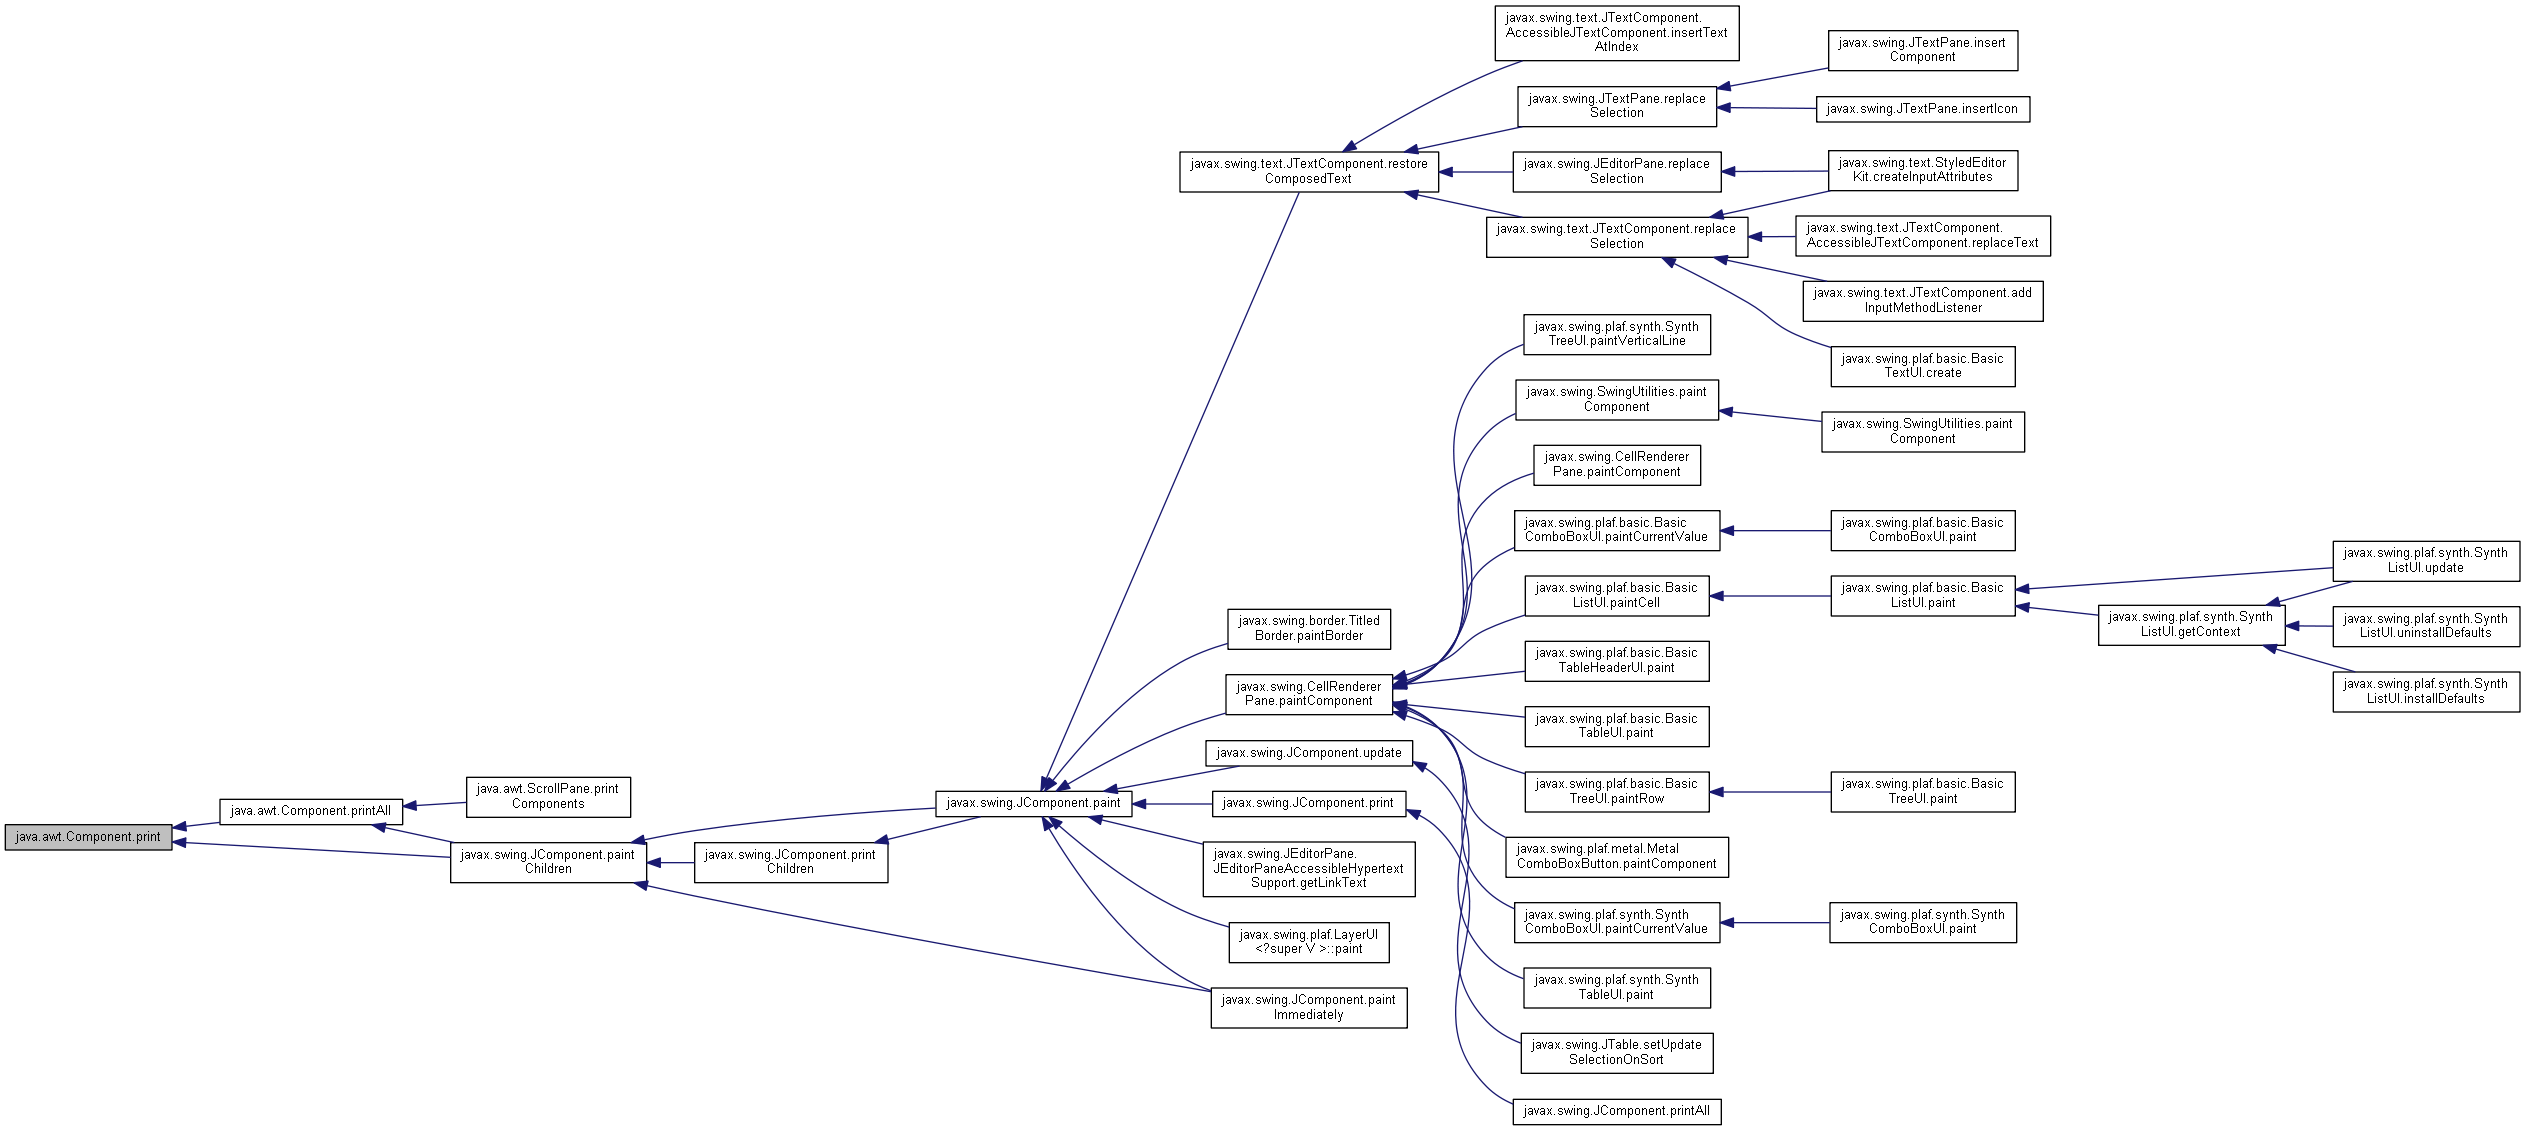 java.awt.Component.print
java.awt.Component.printAll
java.awt.ScrollPane.print
Components
javax.swing.JComponent.paint
Children
javax.swing.JComponent.print
Children
javax.swing.JComponent.paint
javax.swing.text.JTextComponent.restore
ComposedText
javax.swing.border.Titled
Border.paintBorder
javax.swing.CellRenderer
Pane.paintComponent
javax.swing.JComponent.update
javax.swing.JComponent.print
javax.swing.JEditorPane.
JEditorPaneAccessibleHypertext
Support.getLinkText
javax.swing.plaf.LayerUI
<?super V >::paint
javax.swing.JComponent.paint
Immediately
javax.swing.text.JTextComponent.
AccessibleJTextComponent.insertText
AtIndex
javax.swing.JTextPane.replace
Selection
javax.swing.JEditorPane.replace
Selection
javax.swing.text.JTextComponent.replace
Selection
javax.swing.plaf.synth.Synth
TreeUI.paintVerticalLine
javax.swing.SwingUtilities.paint
Component
javax.swing.CellRenderer
Pane.paintComponent
javax.swing.plaf.basic.Basic
ComboBoxUI.paintCurrentValue
javax.swing.plaf.basic.Basic
ListUI.paintCell
javax.swing.plaf.basic.Basic
TableHeaderUI.paint
javax.swing.plaf.basic.Basic
TableUI.paint
javax.swing.plaf.basic.Basic
TreeUI.paintRow
javax.swing.plaf.metal.Metal
ComboBoxButton.paintComponent
javax.swing.plaf.synth.Synth
ComboBoxUI.paintCurrentValue
javax.swing.plaf.synth.Synth
TableUI.paint
javax.swing.JTable.setUpdate
SelectionOnSort
javax.swing.JComponent.printAll
javax.swing.JTextPane.insert
Component
javax.swing.JTextPane.insertIcon
javax.swing.text.StyledEditor
Kit.createInputAttributes
javax.swing.text.JTextComponent.
AccessibleJTextComponent.replaceText
javax.swing.text.JTextComponent.add
InputMethodListener
javax.swing.plaf.basic.Basic
TextUI.create
javax.swing.SwingUtilities.paint
Component
javax.swing.plaf.basic.Basic
ComboBoxUI.paint
javax.swing.plaf.basic.Basic
ListUI.paint
javax.swing.plaf.basic.Basic
TreeUI.paint
javax.swing.plaf.synth.Synth
ComboBoxUI.paint
javax.swing.plaf.synth.Synth
ListUI.getContext
javax.swing.plaf.synth.Synth
ListUI.update
javax.swing.plaf.synth.Synth
ListUI.uninstallDefaults
javax.swing.plaf.synth.Synth
ListUI.installDefaults